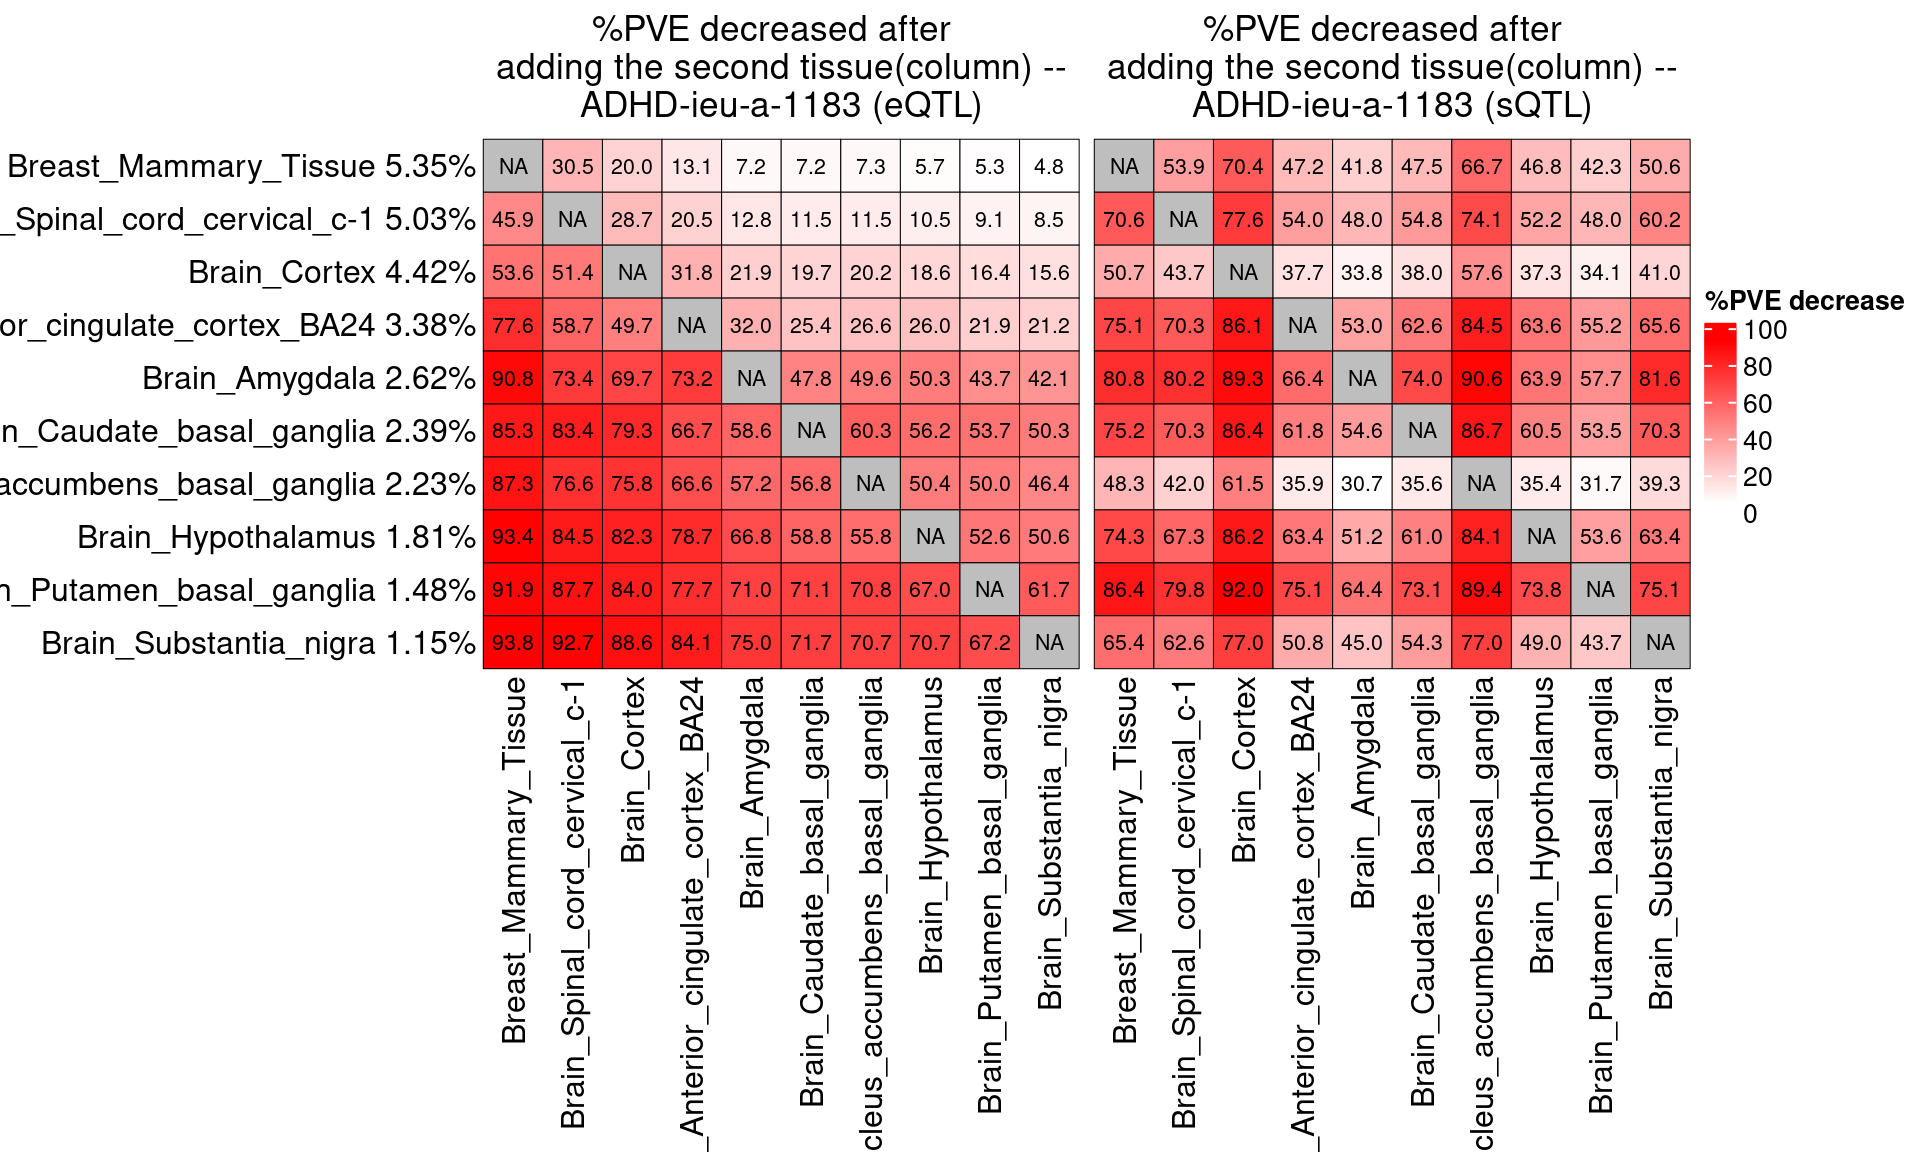 %PVE decreased after
adding the second tissue(column) --
ADHD-ieu-a-1183 (eQTL)
%PVE decreased after
adding the second tissue(column) --
ADHD-ieu-a-1183 (sQTL)
Breast_Mammary_Tissue 5.35% NA 30.5 20.0 13.1 7.2 7.2 7.3 5.7 5.3 4.8 NA 53.9 70.4 47.2 41.8 47.5 66.7 46.8 42.3 50.6
_Spinal_cord_cervical_c-1 5.03% 45.9 NA 28.7 20.5 12.8 11.5 11.5 10.5 9.1 8.5 70.6 NA 77.6 54.0 48.0 54.8 74.1 52.2 48.0 60.2
Brain_Cortex 4.42% 53.6 51.4 NA 31.8 21.9 19.7 20.2 18.6 16.4 15.6 50.7 43.7 NA 37.7 33.8 38.0 57.6 37.3 34.1 41.0
or_cingulate_cortex_BA24 3.38% 77.6 58.7 49.7 NA 32.0 25.4 26.6 26.0 21.9 21.2 75.1 70.3 86.1 NA 53.0 62.6 84.5 63.6 55.2 65.6
Brain_Amygdala 2.62% 90.8 73.4 69.7 73.2 NA 47.8 49.6 50.3 43.7 42.1 80.8 80.2 89.3 66.4 NA 74.0 90.6 63.9 57.7 81.6
n_Caudate_basal_ganglia 2.39% 85.3 83.4 79.3 66.7 58.6 NA 60.3 56.2 53.7 50.3 75.2 70.3 86.4 61.8 54.6 NA 86.7 60.5 53.5 70.3
accumbens_basal_ganglia 2.23% 87.3 76.6 75.8 66.6 57.2 56.8 NA 50.4 50.0 46.4 48.3 42.0 61.5 35.9 30.7 35.6 NA 35.4 31.7 39.3
Brain_Hypothalamus 1.81% 93.4 84.5 82.3 78.7 66.8 58.8 55.8 NA 52.6 50.6 74.3 67.3 86.2 63.4 51.2 61.0 84.1 NA 53.6 63.4
n_Putamen_basal_ganglia 1.48% 91.9 87.7 84.0 77.7 71.0 71.1 70.8 67.0 NA 61.7 86.4 79.8 92.0 75.1 64.4 73.1 89.4 73.8 NA 75.1
Brain_Substantia_nigra 1.15% 93.8 92.7 88.6 84.1 75.0 71.7 70.7 70.7 67.2 NA 65.4 62.6 77.0 50.8 45.0 54.3 77.0 49.0 43.7 NA
Breast_Mammary_Tissue
Brain_Spinal_cord_cervical_c-1
Brain_Cortex
_Anterior_cingulate_cortex_BA24
Brain_Amygdala
Brain_Caudate_basal_ganglia
cleus_accumbens_basal_ganglia
Brain_Hypothalamus
Brain_Putamen_basal_ganglia
Brain_Substantia_nigra
Breast_Mammary_Tissue
Brain_Spinal_cord_cervical_c-1
Brain_Cortex
_Anterior_cingulate_cortex_BA24
Brain_Amygdala
Brain_Caudate_basal_ganglia
cleus_accumbens_basal_ganglia
Brain_Hypothalamus
Brain_Putamen_basal_ganglia
Brain_Substantia_nigra
%PVE decrease
100
80
60
40
20
0